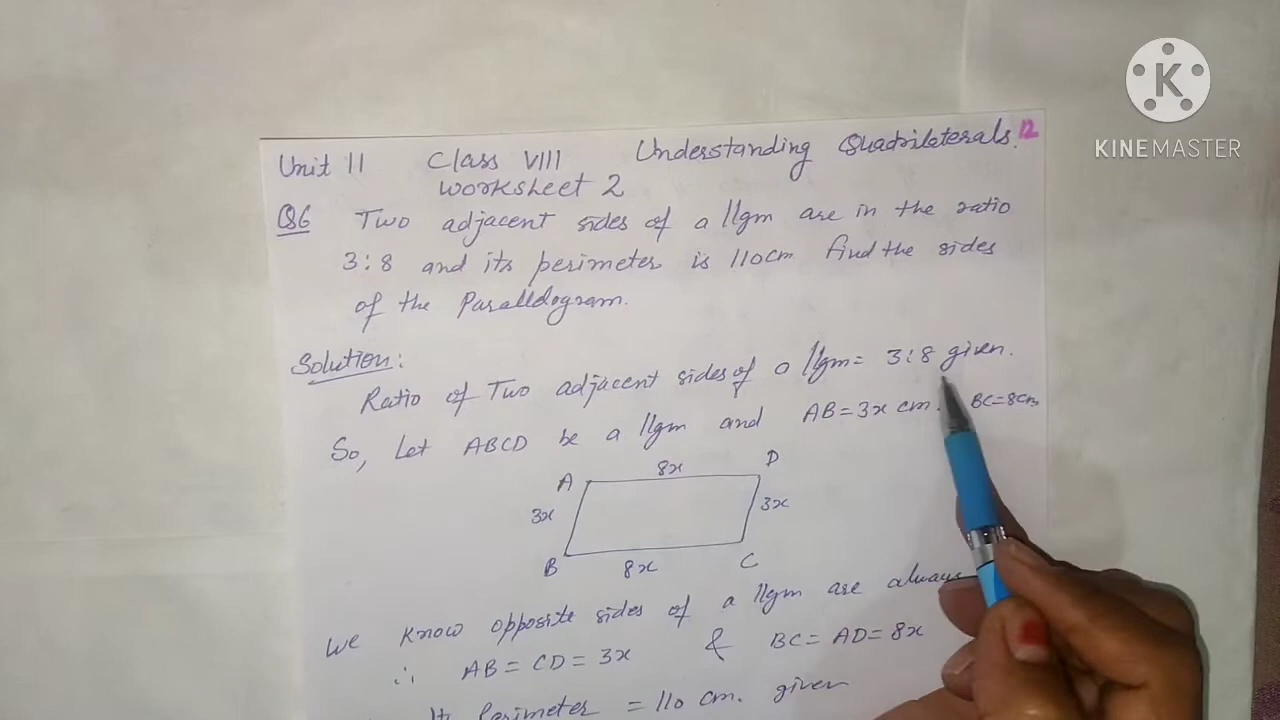 K
KINEMASTER
Unit 11 Class VIII Understanding Quadrilaterals. 12
Worksheet 2
Q6 Two adjacent sides of a llgm are in the ratio
3:8 and its perimeter is 110cm find the sides
of the Paralldogram.
Solution:
Ratio of Two adjacent sides of a llgm = 3:8 given.
So, Let ABCD be a llgm and AB=3x cm. BC=8cm
A 8x D
3x 3x
B 8x C
We know opposite sides of a llgm are always
∴ AB = CD = 3x & BC = AD = 8x
Its Perimeter = 110 cm. given